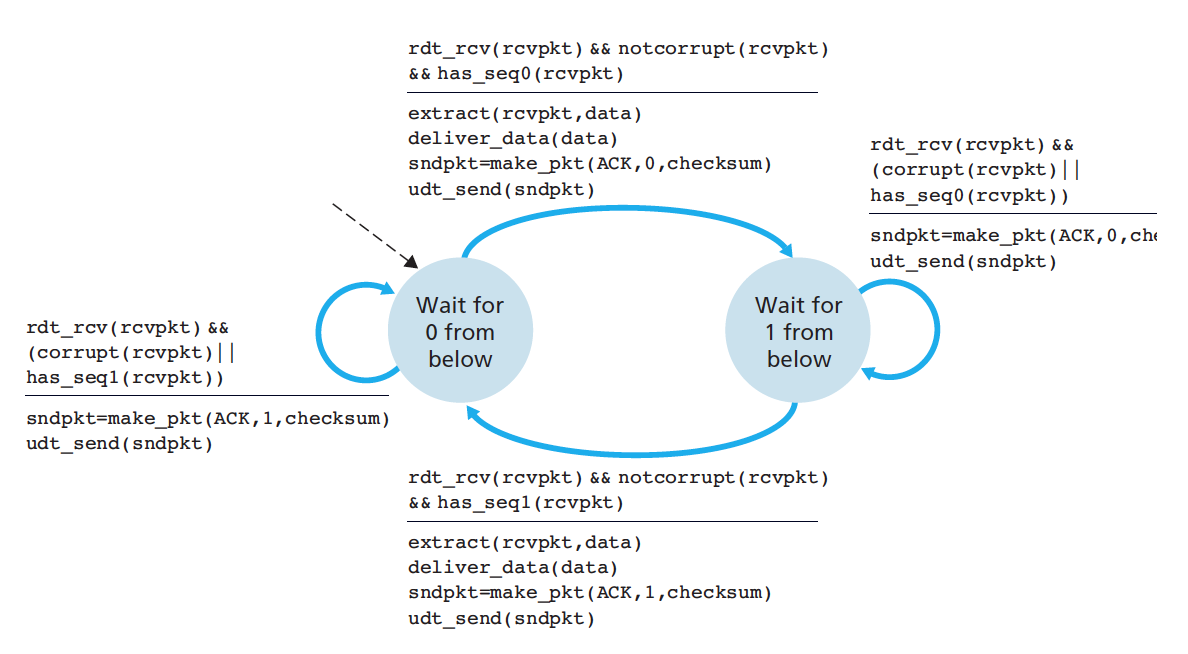 rdt_rcv(rcvpkt) && notcorrupt(rcvpkt)
&& has_seq0(rcvpkt)
extract(rcvpkt,data)
deliver_data(data)
sndpkt=make_pkt(ACK,0,checksum)
udt_send(sndpkt)
rdt_rcv(rcvpkt) &&
(corrupt(rcvpkt)||
has_seq0(rcvpkt))
sndpkt=make_pkt(ACK,0,che
udt_send(sndpkt)
Wait for
0 from
below
Wait for
1 from
below
rdt_rcv(rcvpkt) &&
(corrupt(rcvpkt)||
has_seq1(rcvpkt))
sndpkt=make_pkt(ACK,1,checksum)
udt_send(sndpkt)
rdt_rcv(rcvpkt) && notcorrupt(rcvpkt)
&& has_seq1(rcvpkt)
extract(rcvpkt,data)
deliver_data(data)
sndpkt=make_pkt(ACK,1,checksum)
udt_send(sndpkt)